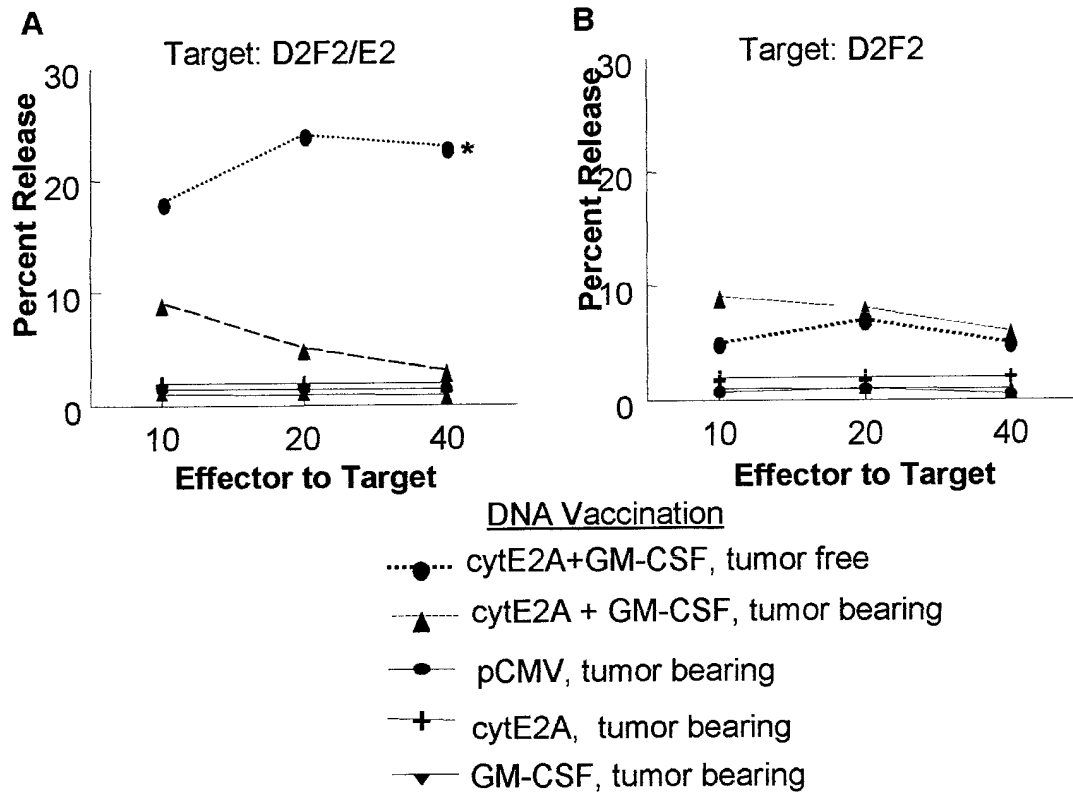 A
Target: D2F2/E2
30
20
10
0
Percent Release
*
10 20 40
Effector to Target
B
Target: D2F2
30
20
10
0
Percent Release
10 20 40
Effector to Target
DNA Vaccination
cytE2A+GM-CSF, tumor free
cytE2A + GM-CSF, tumor bearing
pCMV, tumor bearing
cytE2A, tumor bearing
GM-CSF, tumor bearing